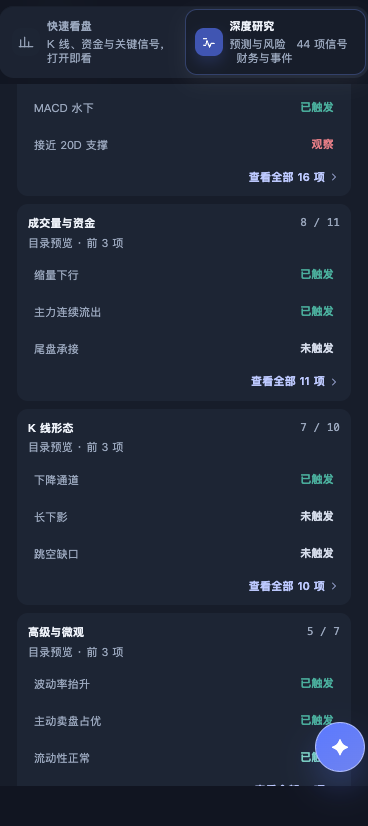 快速看盘
K 线、资金与关键信号，
打开即看
深度研究
预测与风险 44 项信号
财务与事件
MACD 水下 已触发
接近 20D 支撑 观察
查看全部 16 项
成交量与资金 8 / 11
目录预览 · 前 3 项
缩量下行 已触发
主力连续流出 已触发
尾盘承接 未触发
查看全部 11 项
K 线形态 7 / 10
目录预览 · 前 3 项
下降通道 已触发
长下影 未触发
跳空缺口 未触发
查看全部 10 项
高级与微观 5 / 7
目录预览 · 前 3 项
波动率抬升 已触发
主动卖盘占优 已触发
流动性正常